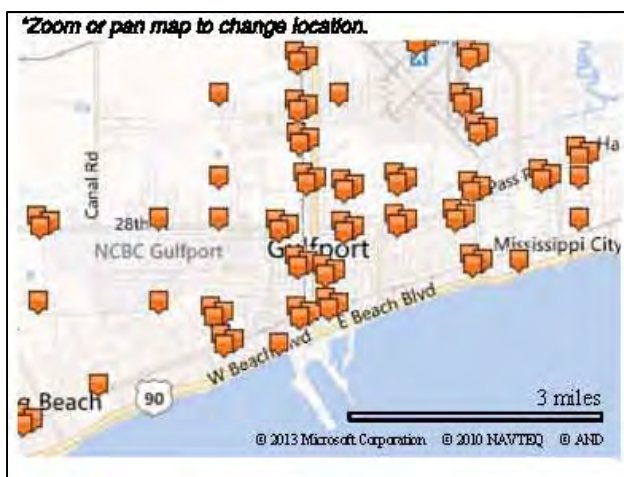 *Zoom or pan map to change location.
Canal Rd
Ha
Pass R
28th
NCBC Gulfport
Gulfport
Mississippi City
E Beach Blvd
W Beach Blvd
g Beach
90
3 miles
© 2013 Microsoft Corporation © 2010 NAVTEQ © AND